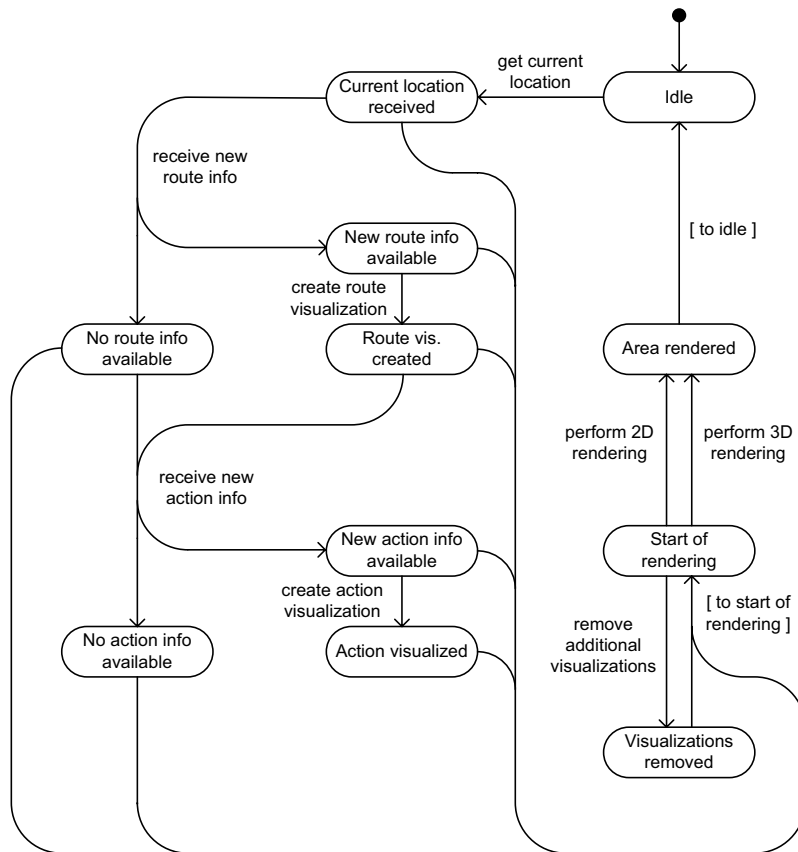 get current
location
Current location
received
Idle
receive new
route info
[ to idle ]
New route info
available
create route
visualization
No route info
available
Route vis.
created
Area rendered
perform 2D
rendering
perform 3D
rendering
receive new
action info
New action info
available
Start of
rendering
create action
visualization
[ to start of
rendering ]
remove
additional
visualizations
No action info
available
Action visualized
Visualizations
removed